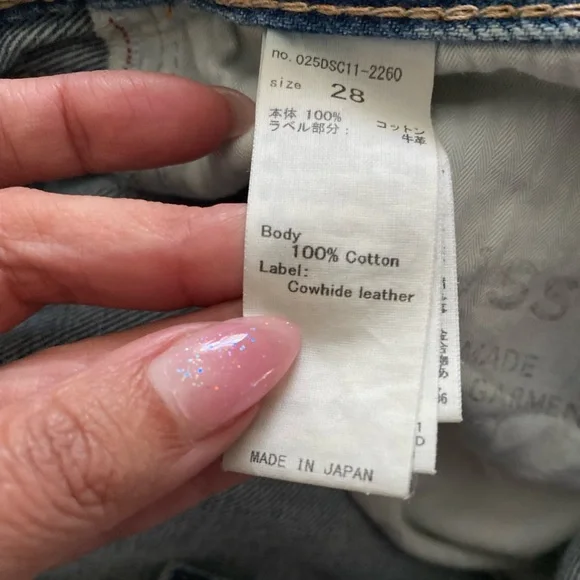 no. 025DSC11-2260
size 28
本体 100% コットン
ラベル部分： 牛革
Body
100% Cotton
Label:
Cowhide leather
MADE IN JAPAN
MADE
GARMEN